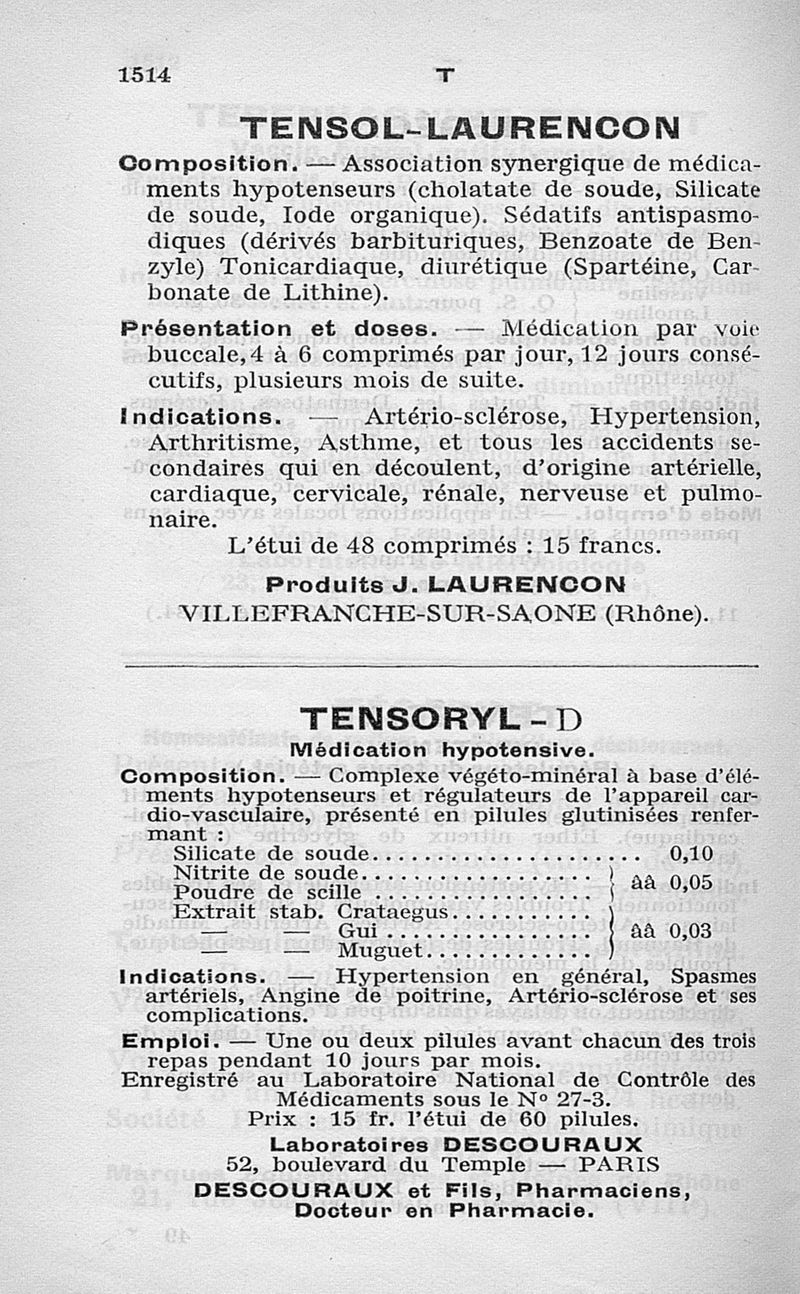 1514 T
TENSOL-LAURENCON
Composition. — Association synergique de médica-
ments hypotenseurs (cholatate de soude, Silicate
de soude, Iode organique). Sédatifs antispasmo-
diques (dérivés barbituriques, Benzoate de Ben-
zyle) Tonicardiaque, diurétique (Spartéine, Car-
bonate de Lithine).
Présentation et doses. — Médication par voie
buccale, 4 à 6 comprimés par jour, 12 jours consé-
cutifs, plusieurs mois de suite.
Indications. — Artério-sclérose, Hypertension,
Arthritisme, Asthme, et tous les accidents se-
condaires qui en découlent, d'origine artérielle,
cardiaque, cervicale, rénale, nerveuse et pulmo-
naire.
L'étui de 48 comprimés : 15 francs.
Produits J. LAURENCON
VILLEFRANCHE-SUR-SAONE (Rhône).
TENSORYL - D
Médication hypotensive.
Composition. — Complexe végéto-minéral à base d'élé-
ments hypotenseurs et régulateurs de l'appareil car-
dio-vasculaire, présenté en pilules glutinisées renfer-
mant :
Silicate de soude.................... 0,10
Nitrite de soude.................. } ââ 0,05
Poudre de scille ................. }
Extrait stab. Crataegus........... }
— — Gui ................ } ââ 0,03
— — Muguet............. }
Indications. — Hypertension en général, Spasmes
artériels, Angine de poitrine, Artério-sclérose et ses
complications.
Emploi. — Une ou deux pilules avant chacun des trois
repas pendant 10 jours par mois.
Enregistré au Laboratoire National de Contrôle des
Médicaments sous le N° 27-3.
Prix : 15 fr. l'étui de 60 pilules.
Laboratoires DESCOURAUX
52, boulevard du Temple — PARIS
DESCOURAUX et Fils, Pharmaciens,
Docteur en Pharmacie.